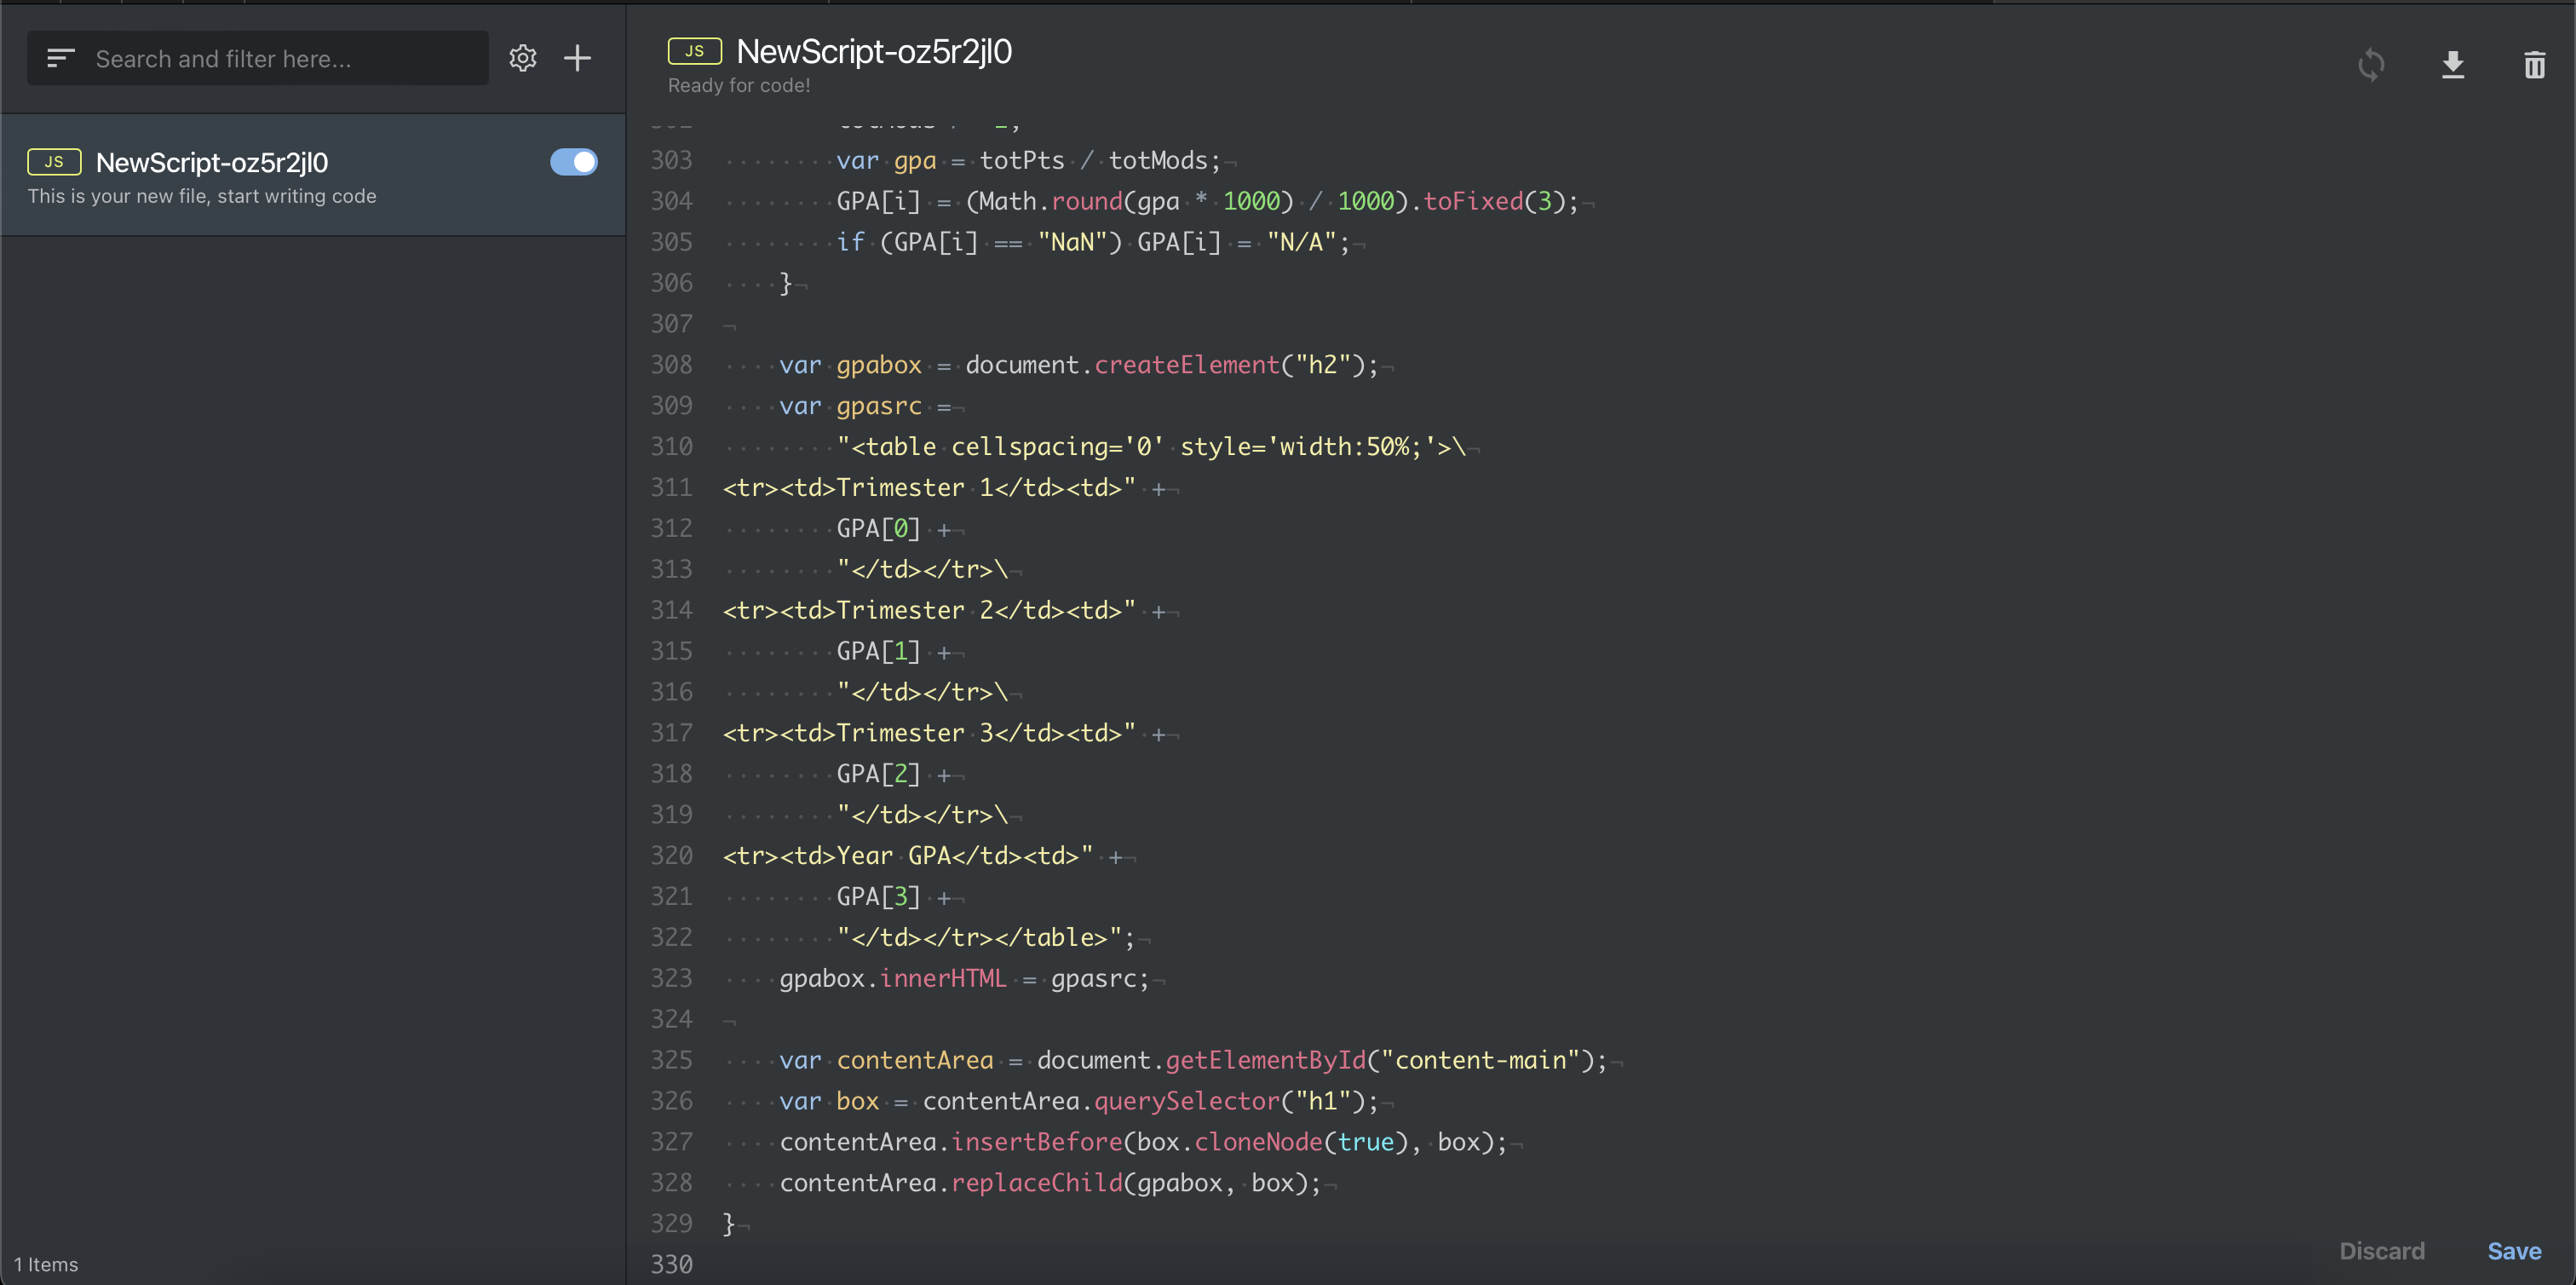 Search and filter here...
JS NewScript-oz5r2jl0
This is your new file, start writing code
1 Items
JS NewScript-oz5r2jl0
Ready for code!
303 var gpa = totPts / totMods;
304 GPA[i] = (Math.round(gpa * 1000) / 1000).toFixed(3);
305 if (GPA[i] == "NaN") GPA[i] = "N/A";
306 }
307
308 var gpabox = document.createElement("h2");
309 var gpasrc =
310 "<table cellspacing='0' style='width:50%;'>\
311 <tr><td>Trimester 1</td><td>" +
312 GPA[0] +
313 "</td></tr>\
314 <tr><td>Trimester 2</td><td>" +
315 GPA[1] +
316 "</td></tr>\
317 <tr><td>Trimester 3</td><td>" +
318 GPA[2] +
319 "</td></tr>\
320 <tr><td>Year GPA</td><td>" +
321 GPA[3] +
322 "</td></tr></table>";
323 gpabox.innerHTML = gpasrc;
324
325 var contentArea = document.getElementById("content-main");
326 var box = contentArea.querySelector("h1");
327 contentArea.insertBefore(box.cloneNode(true), box);
328 contentArea.replaceChild(gpabox, box);
329 }
330
Discard Save